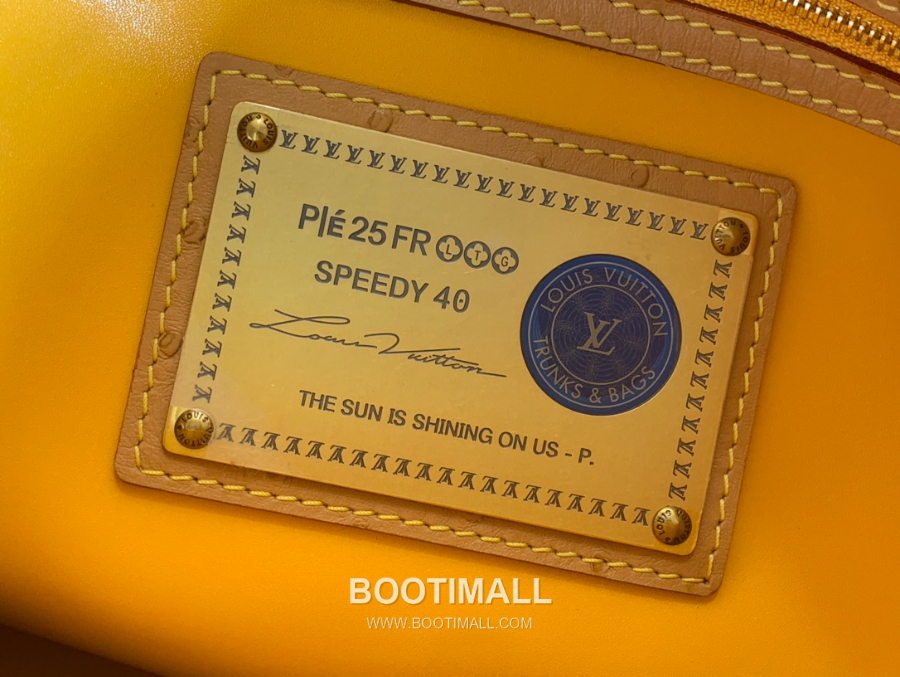 P|É 25 FR LTG
SPEEDY 40
Louis Vuitton
THE SUN IS SHINING ON US - P.
LOUIS VUITTON
LV
TRUNKS & BAGS
BOOTIMALL
WWW.BOOTIMALL.COM